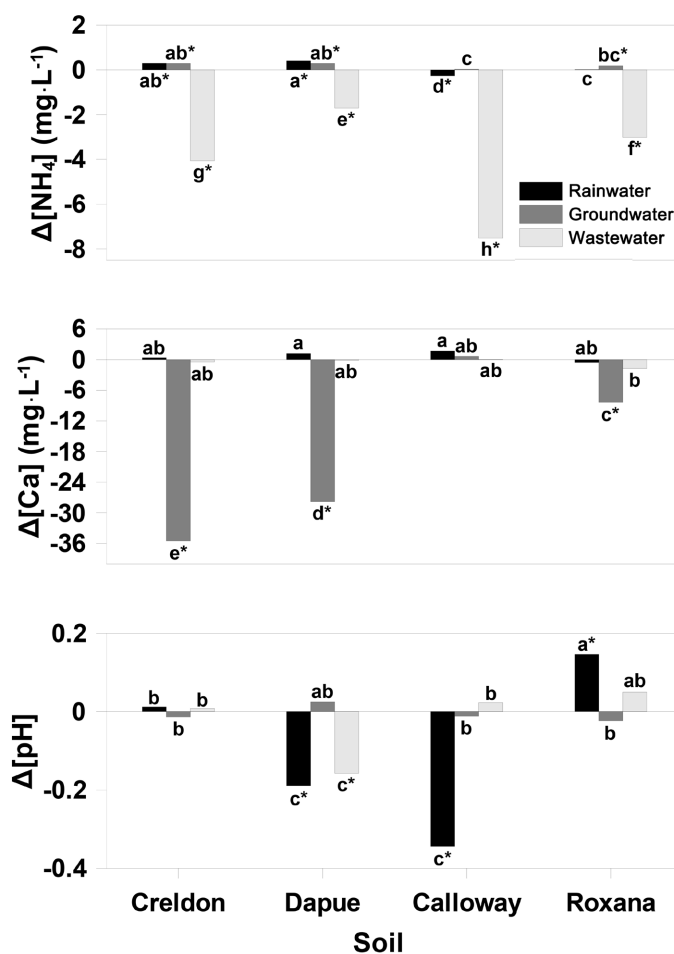 2
0
-2
-4
-6
-8
Δ[NH₄] (mg·L⁻¹)
ab* ab* g*
a* ab* e*
d* c h*
c bc* f*
Rainwater
Groundwater
Wastewater
6
0
-6
-12
-18
-24
-30
-36
Δ[Ca] (mg·L⁻¹)
ab e* ab
a d* ab
a ab ab
ab c* b
0.2
0
-0.2
-0.4
Δ[pH]
b b b
c* ab c*
c* b b
a* b ab
Creldon Dapue Calloway Roxana
Soil